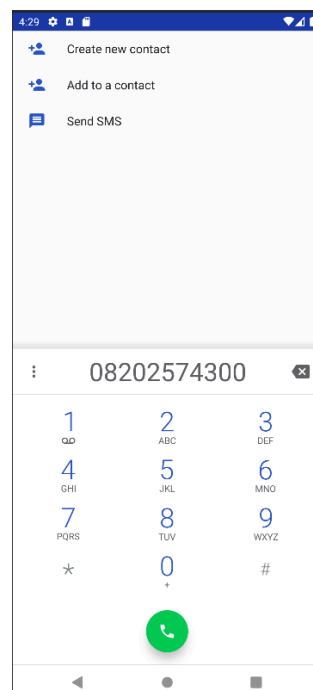 4:29
Create new contact
Add to a contact
Send SMS
08202574300
1 2 3
ABC DEF
4 5 6
GHI JKL MNO
7 8 9
PQRS TUV WXYZ
* 0 #
+